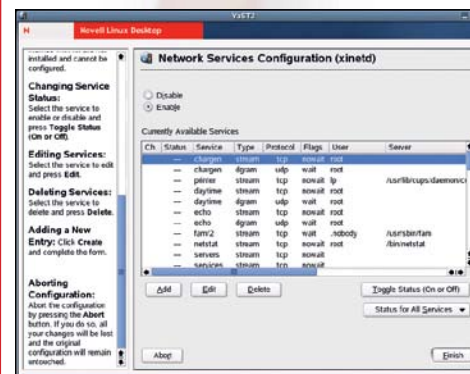 YaST2
N Novell Linux Desktop
installed and cannot be
configured.
Changing Service
Status:
Select the service to
enable or disable and
press Toggle Status
(On or Off).
Editing Services:
Select the service to edit
and press Edit.
Deleting Services:
Select the service to
delete and press Delete.
Adding a New
Entry: Click Create
and complete the form.
Aborting
Configuration:
Abort the configuration
by pressing the Abort
button. If you do so, all
your changes will be lost
and the original
configuration will remain
untouched.
Network Services Configuration (xinetd)
Disable
Enable
Currently Available Services
Ch Status Service Type Protocol Flags User Server
--- chargen stream tcp nowait root
--- chargen dgram udp wait root
--- printer stream tcp nowait lp /usr/lib/cups/daemon/c
--- daytime stream tcp nowait root
--- daytime dgram udp wait root
--- echo stream tcp nowait root
--- echo dgram udp wait root
--- fam/2 stream tcp wait .nobody /usr/sbin/fam
--- netstat stream tcp nowait root /bin/netstat
--- servers stream tcp nowait
--- services stream tcp nowait
Add Edit Delete Toggle Status (On or Off)
Status for All Services
Abort Finish